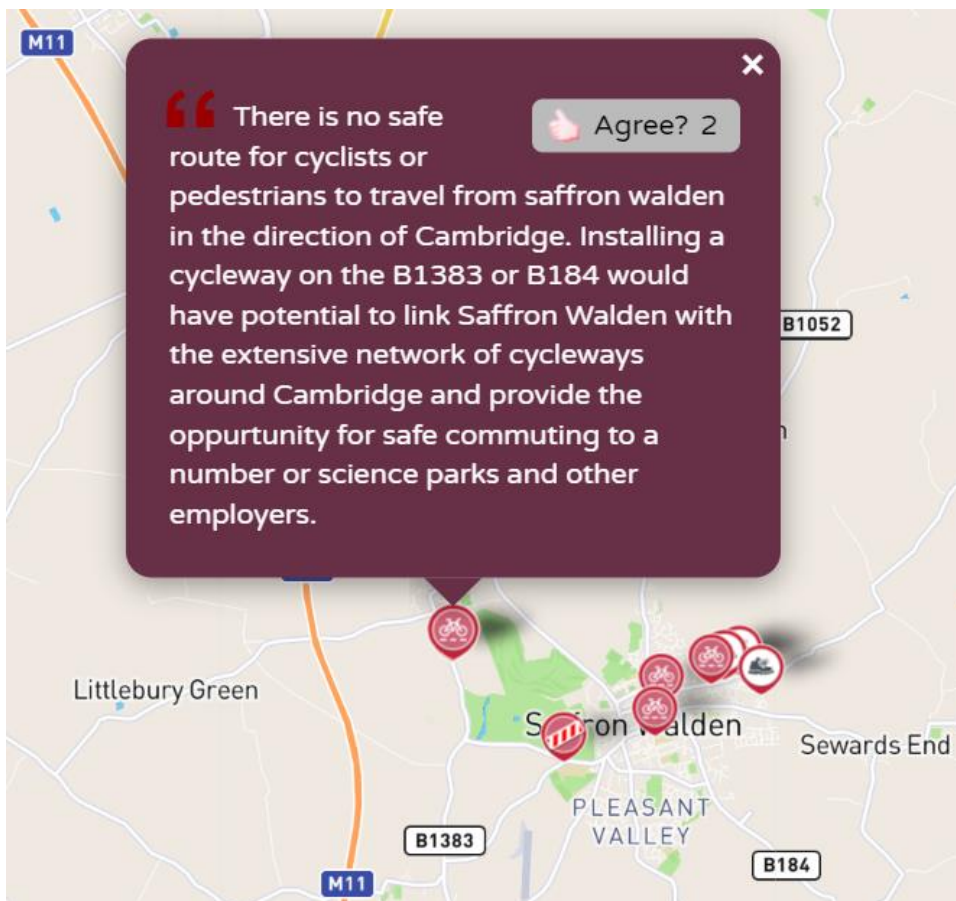 M11
×
“ There is no safe
Agree? 2
route for cyclists or
pedestrians to travel from saffron walden
in the direction of Cambridge. Installing a
cycleway on the B1383 or B184 would
have potential to link Saffron Walden with
the extensive network of cycleways
around Cambridge and provide the
oppurtunity for safe commuting to a
number or science parks and other
employers.
B1052
Littlebury Green
Saffron Walden
Sewards End
PLEASANT
VALLEY
B1383
B184
M11